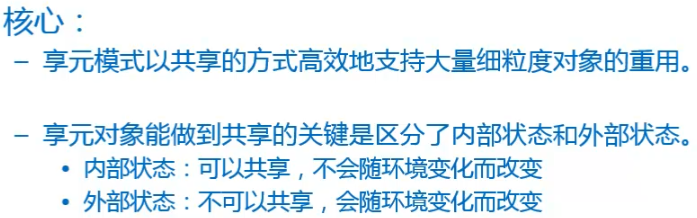 核心：
– 享元模式以共享的方式高效地支持大量细粒度对象的重用。
– 享元对象能做到共享的关键是区分了内部状态和外部状态。
• 内部状态：可以共享，不会随环境变化而改变
• 外部状态：不可以共享，会随环境变化而改变